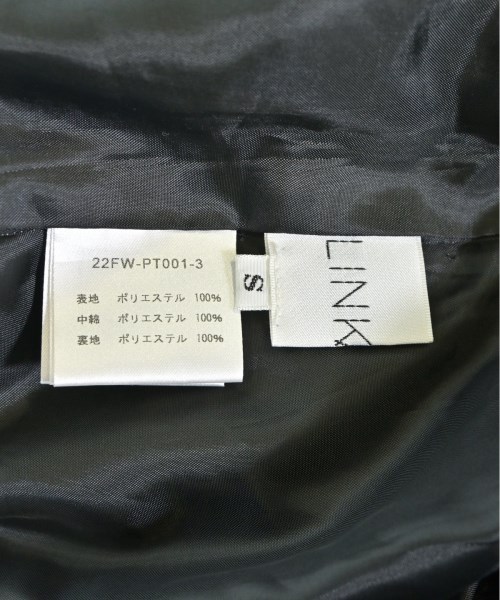 22FW-PT001-3
表地 ポリエステル 100%
中綿 ポリエステル 100%
裏地 ポリエステル 100%
S
LINK